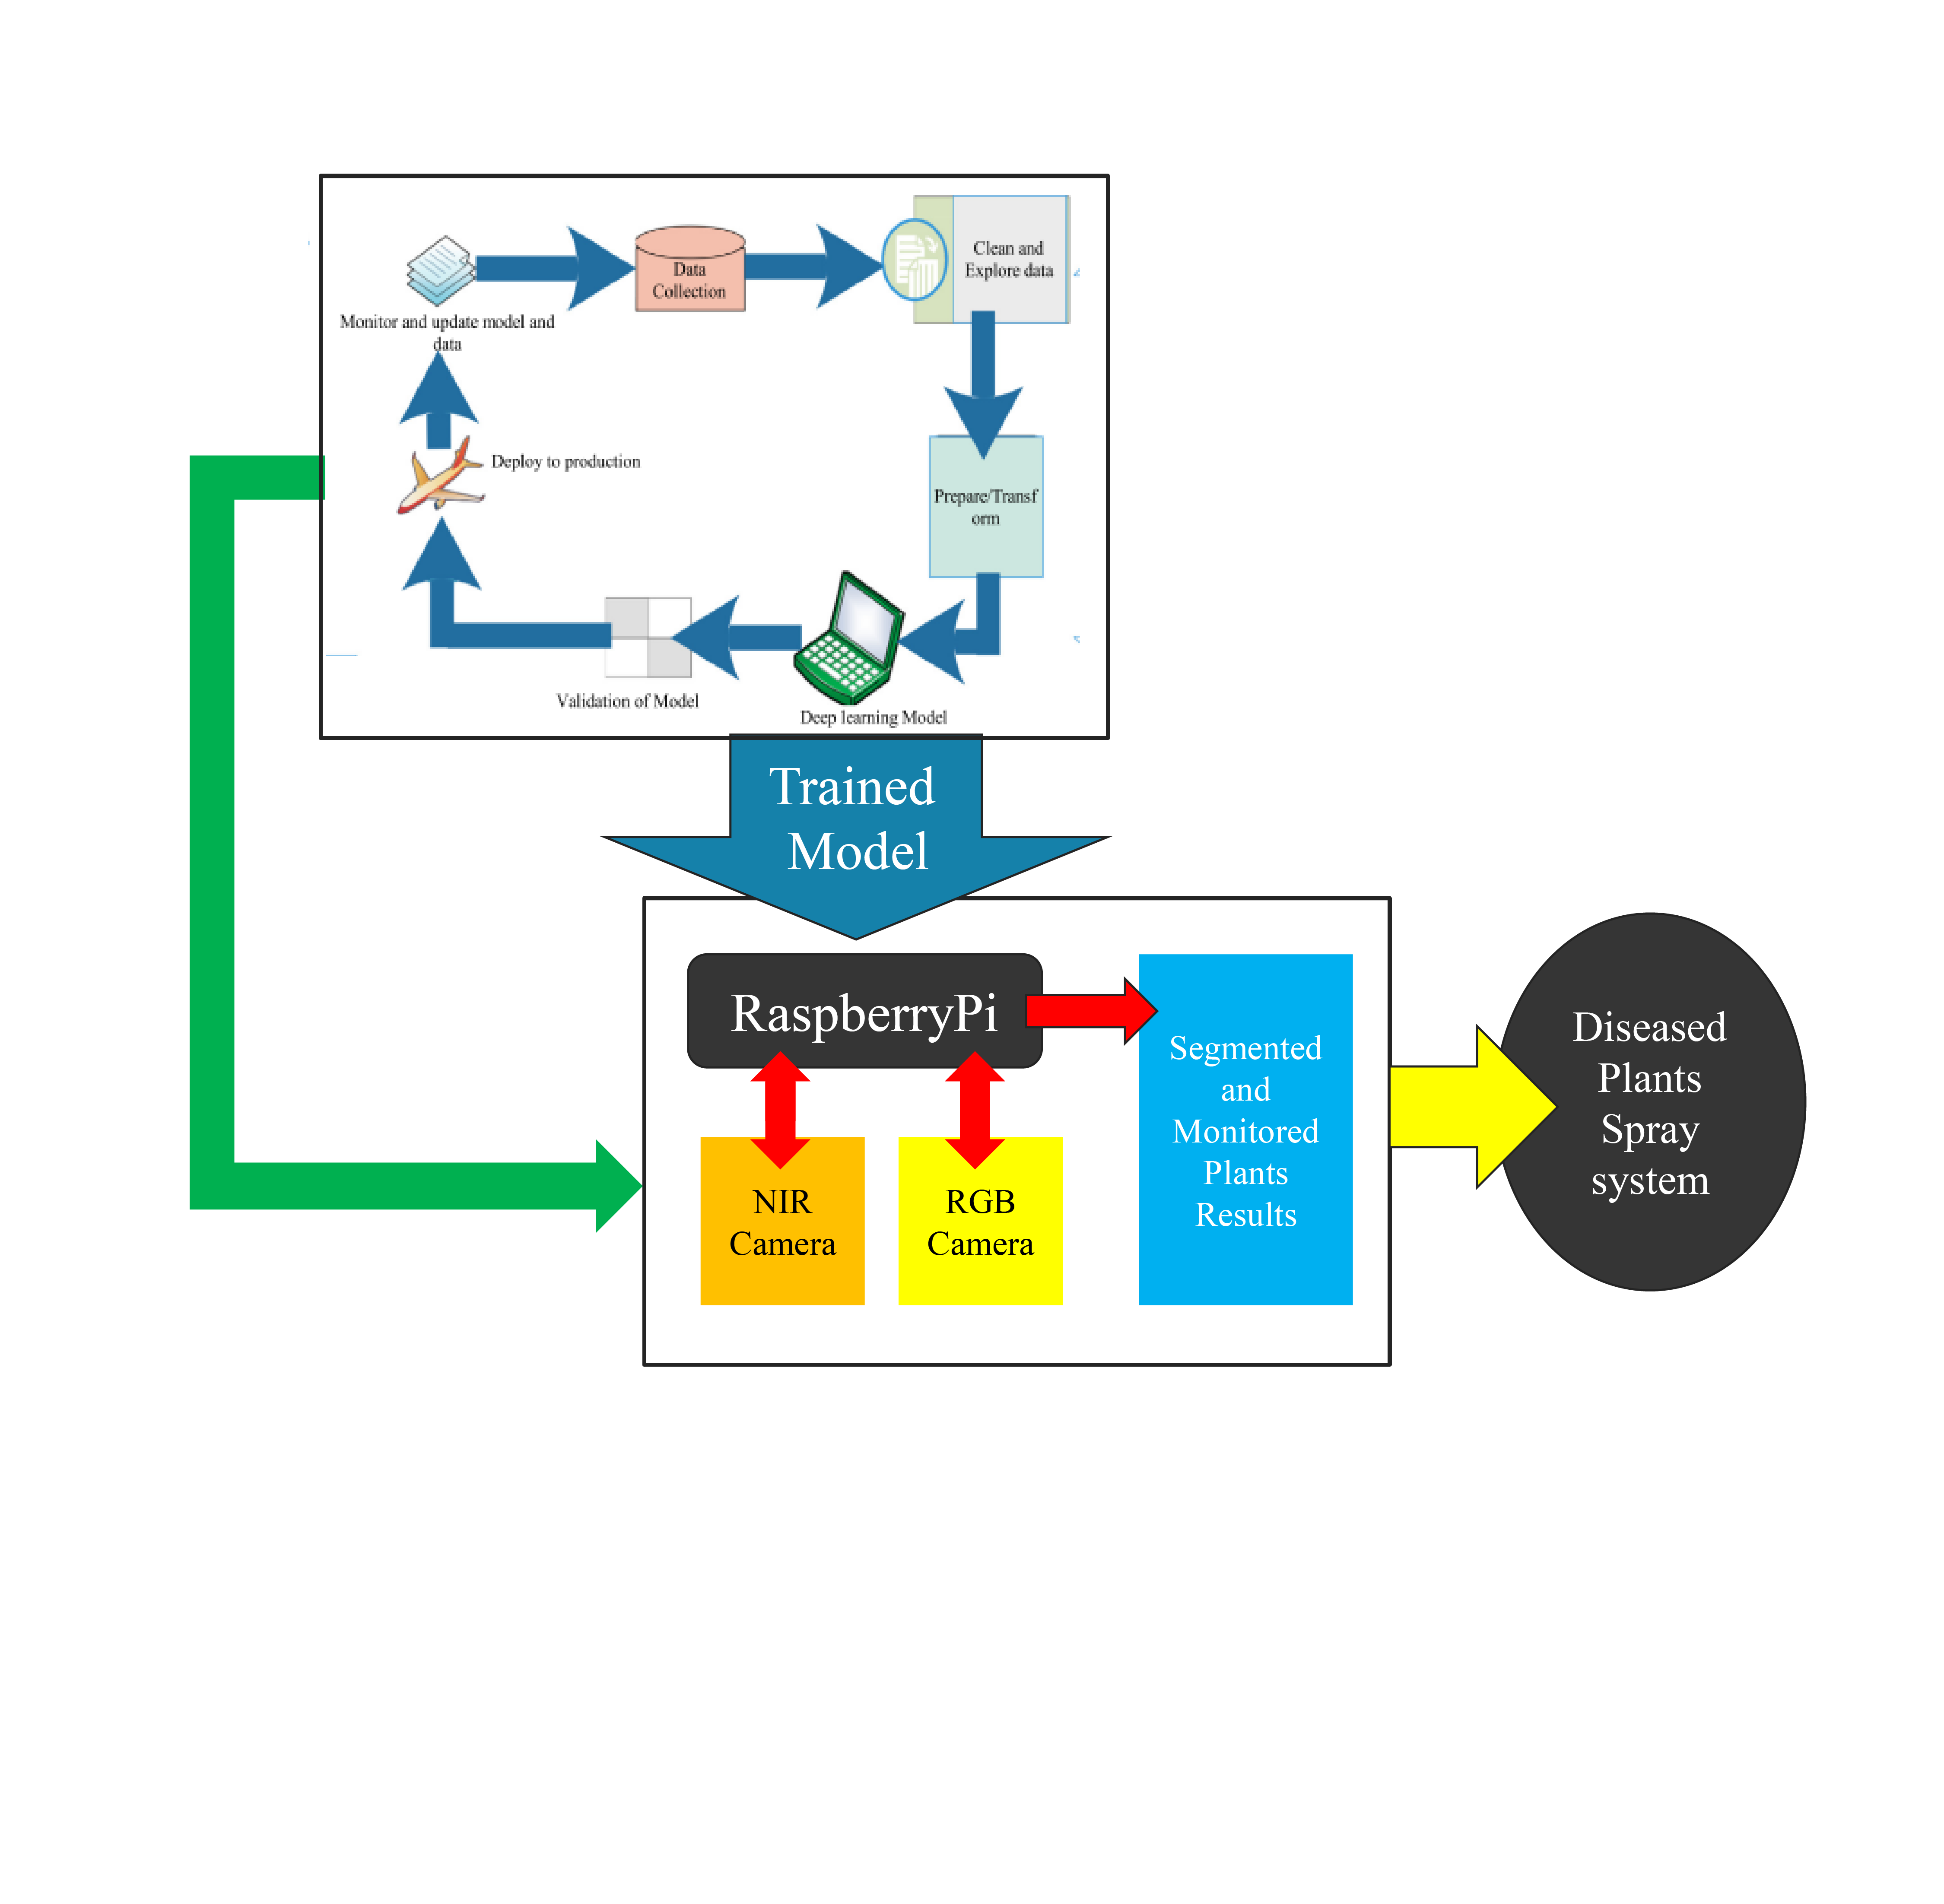 Data
Collection
Clean and
Explore data
Monitor and update model and
data
Deploy to production
Prepare/Transf
orm
Validation of Model
Deep learning Model
Trained
Model
RaspberryPi
NIR
Camera
RGB
Camera
Segmented
and
Monitored
Plants
Results
Diseased
Plants
Spray
system